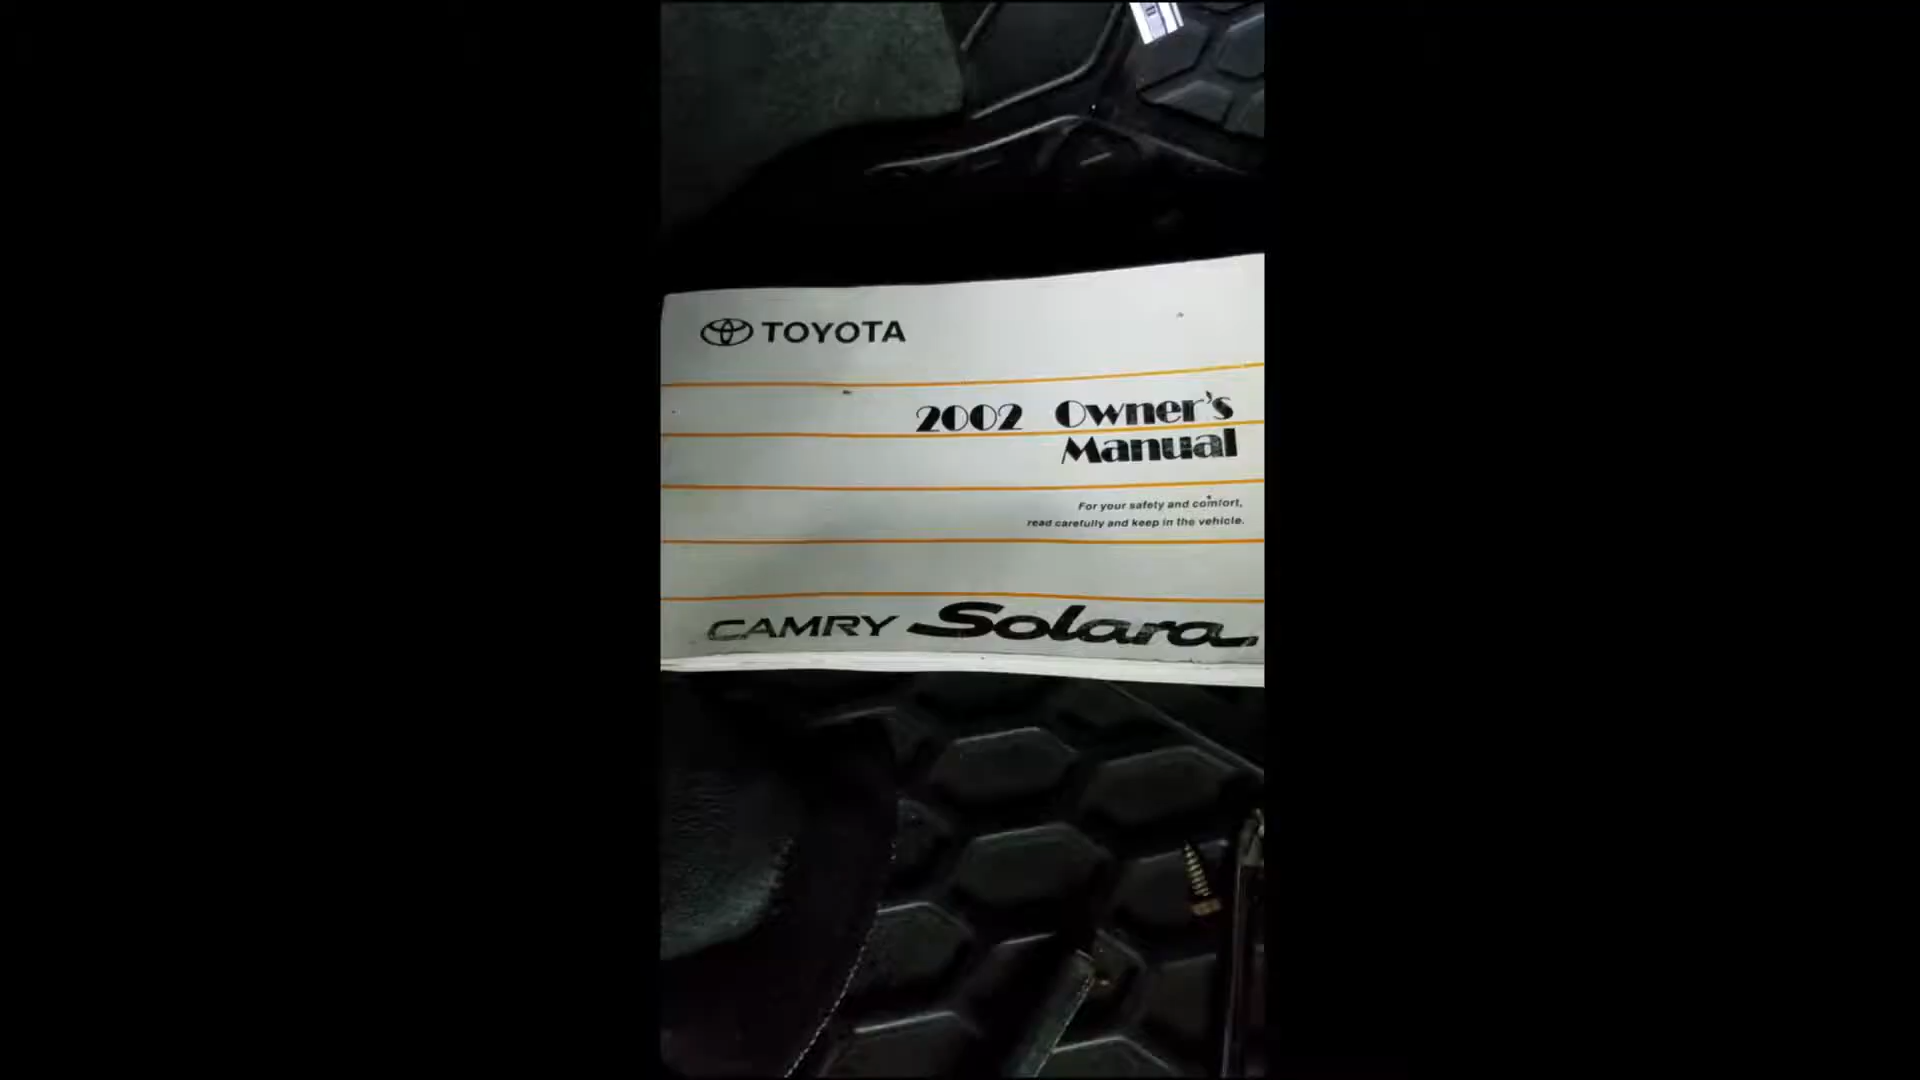 TOYOTA
2002 Owner's
Manual
For your safety and comfort,
read carefully and keep in the vehicle.
CAMRY Solara